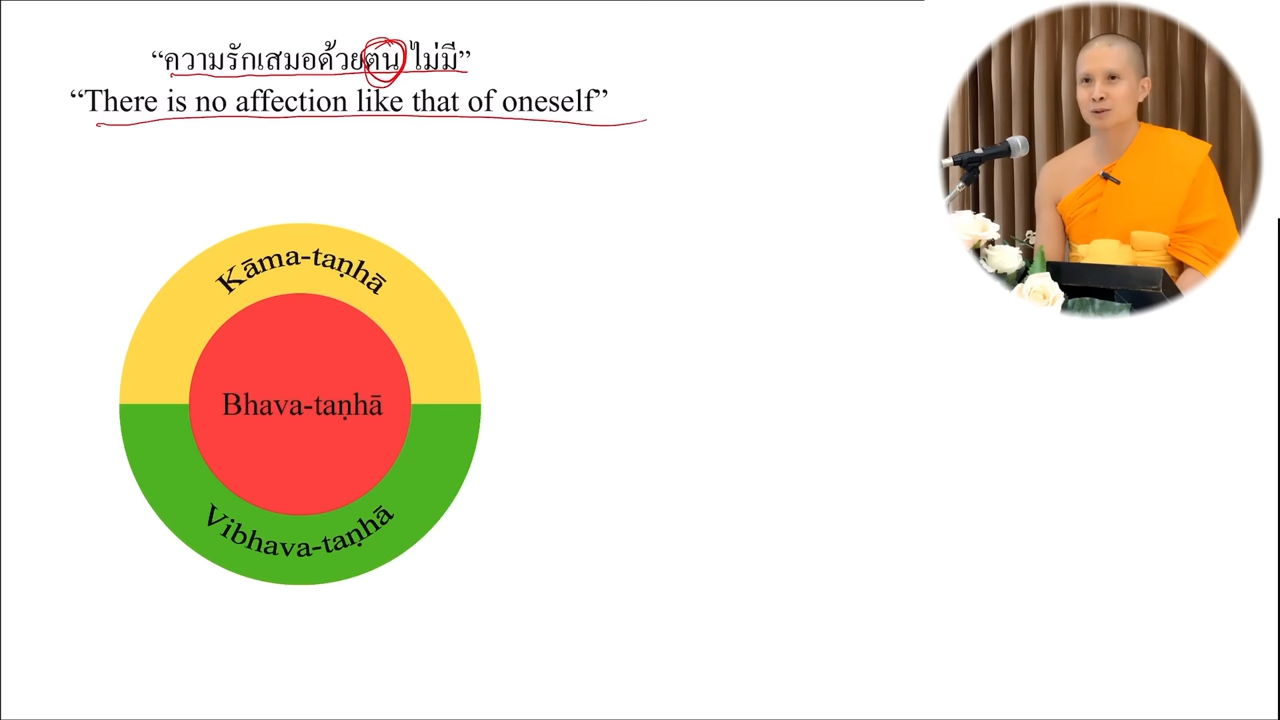 “ความรักเสมอด้วยตน ไม่มี”
“There is no affection like that of oneself”
Kāma-taṇhā
Bhava-taṇhā
Vibhava-taṇhā